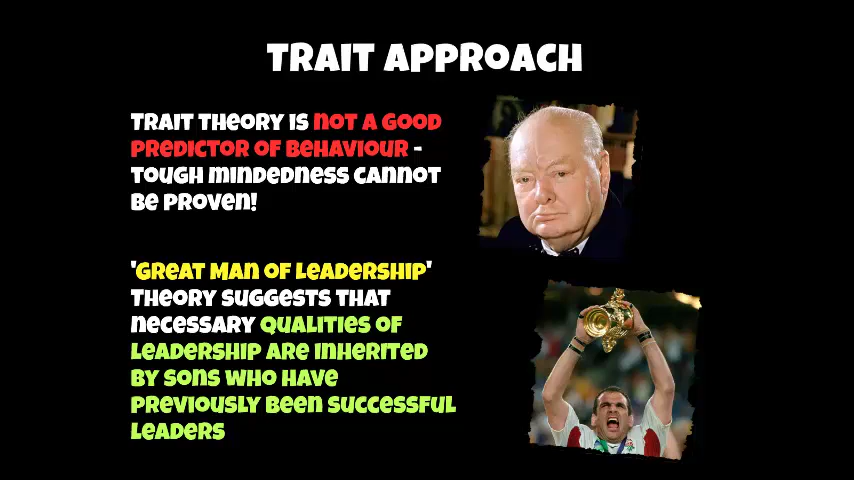 TRAIT APPROACH
TRAIT THEORY IS NOT A GOOD
PREDICTOR OF BEHAVIOUR -
TOUGH MINDEDNESS CANNOT
BE PROVEN!
'GREAT MAN OF LEADERSHIP'
THEORY SUGGESTS THAT
NECESSARY QUALITIES OF
LEADERSHIP ARE INHERITED
BY SONS WHO HAVE
PREVIOUSLY BEEN SUCCESSFUL
LEADERS